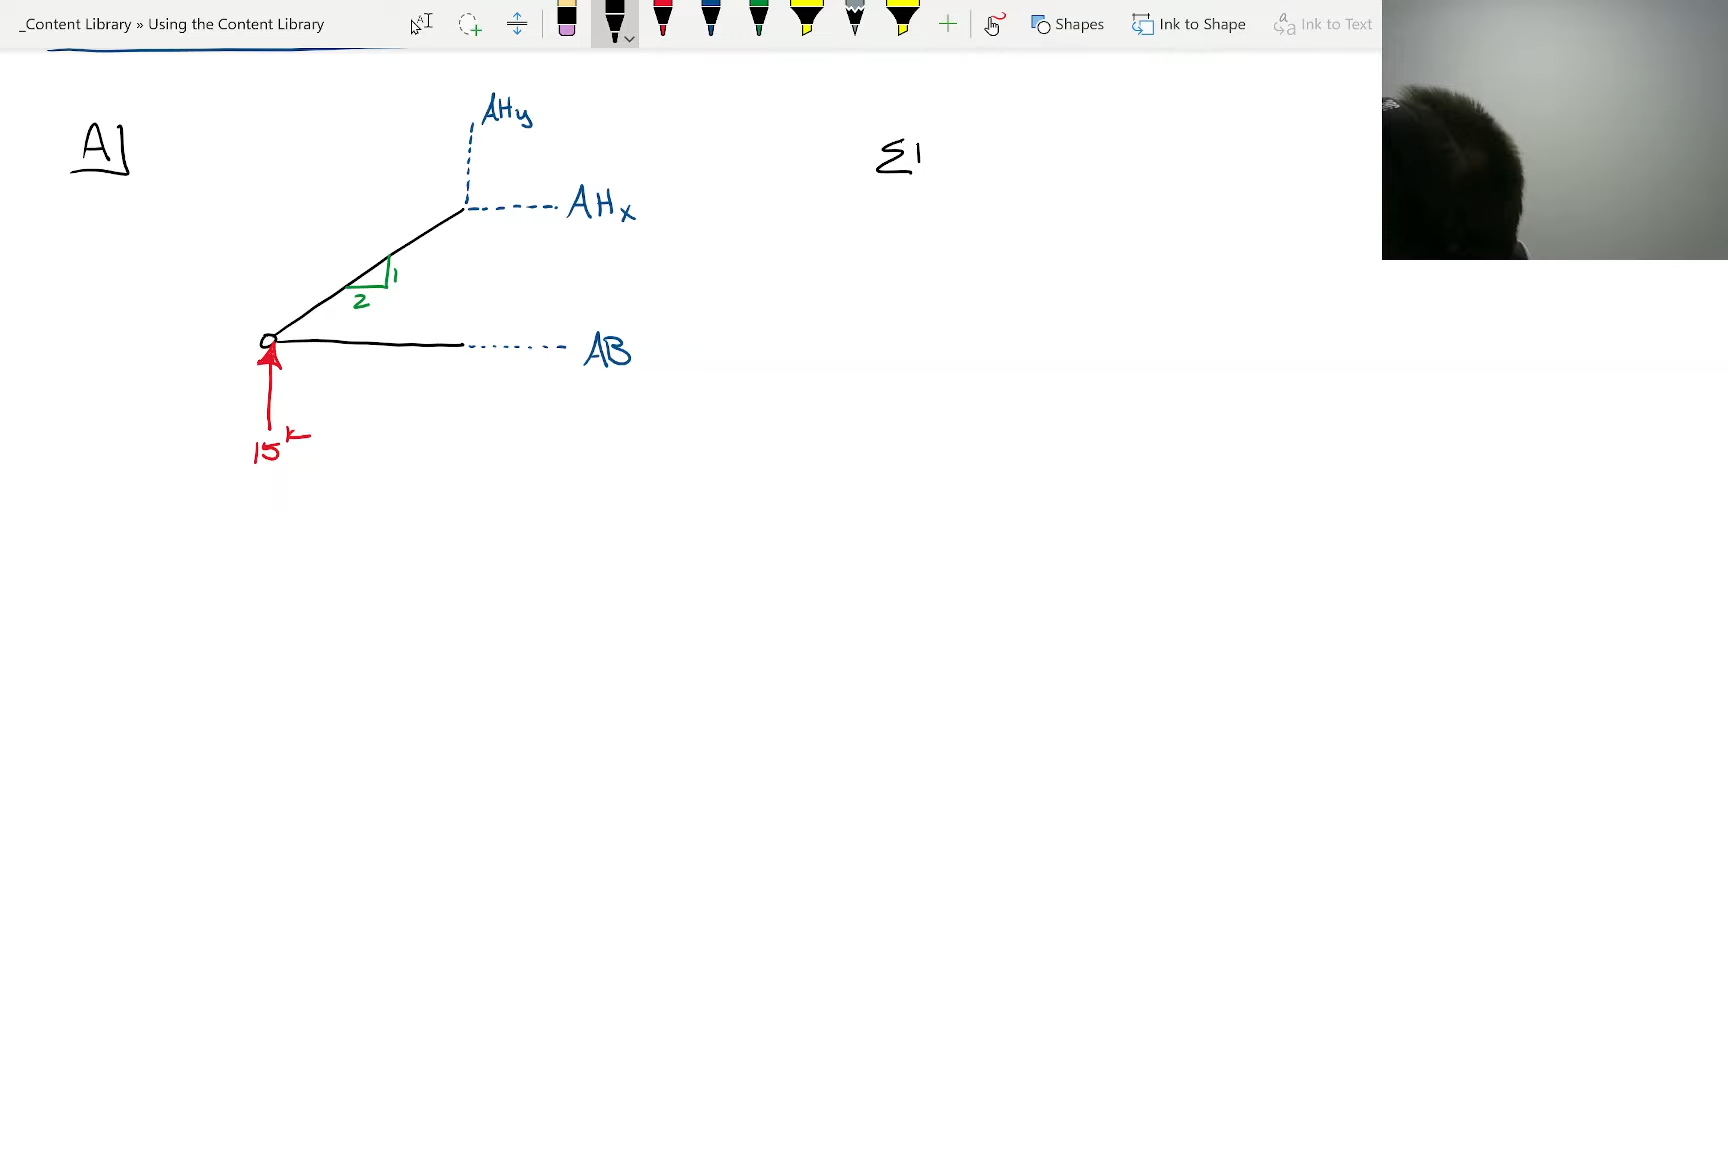 _Content Library » Using the Content Library
Shapes
Ink to Shape
Ink to Text
A
AHy
Σ
AHx
1
2
AB
15k